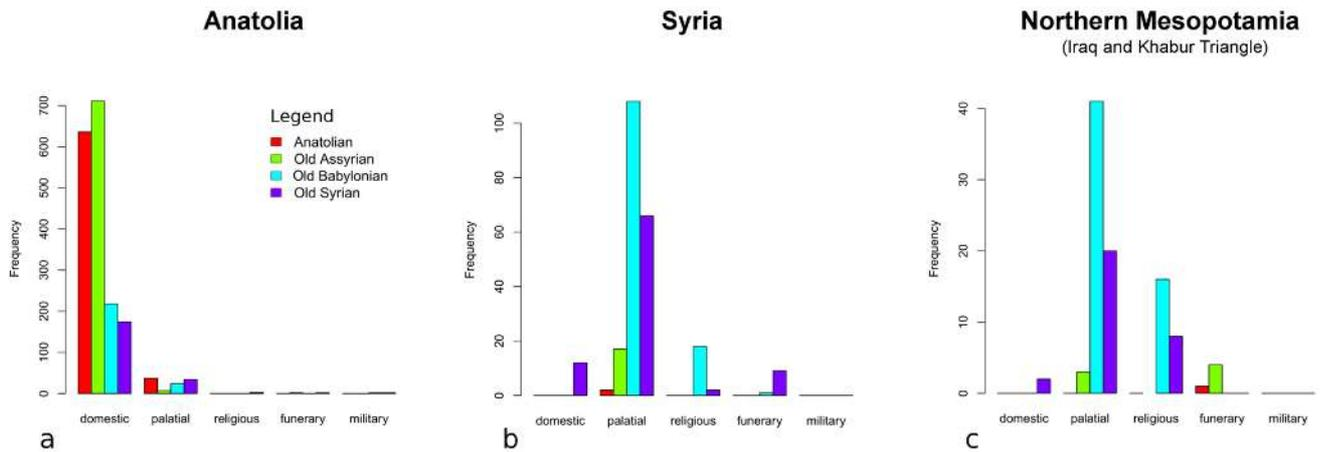 Anatolia
Frequency
0
100
200
300
400
500
600
700
Legend
Anatolian
Old Assyrian
Old Babylonian
Old Syrian
domestic palatial religious funerary military
a
Syria
Frequency
0
20
40
60
80
100
domestic palatial religious funerary military
b
Northern Mesopotamia
(Iraq and Khabur Triangle)
Frequency
0
10
20
30
40
domestic palatial religious funerary military
c